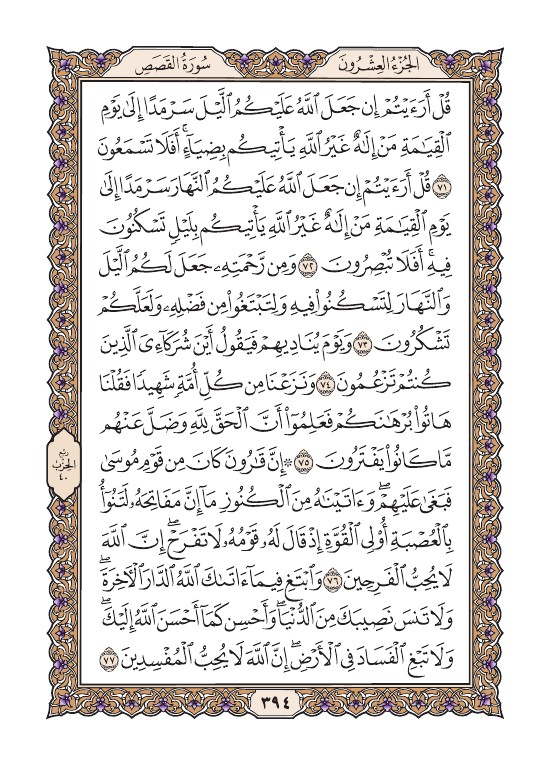 سُورَةُ القَصَصِ
الجُزْءُ العِشْرُونَ
قُلْ أَرَءَيْتُمْ إِن جَعَلَ ٱللَّهُ عَلَيْكُمُ ٱلَّيْلَ سَرْمَدًا إِلَىٰ يَوْمِ
ٱلْقِيَٰمَةِ مَنْ إِلَٰهٌ غَيْرُ ٱللَّهِ يَأْتِيكُم بِضِيَآءٍ ۖ أَفَلَا تَسْمَعُونَ
٧١ قُلْ أَرَءَيْتُمْ إِن جَعَلَ ٱللَّهُ عَلَيْكُمُ ٱلنَّهَارَ سَرْمَدًا إِلَىٰ
يَوْمِ ٱلْقِيَٰمَةِ مَنْ إِلَٰهٌ غَيْرُ ٱللَّهِ يَأْتِيكُم بِلَيْلٍ تَسْكُنُونَ
فِيهِ ۖ أَفَلَا تُبْصِرُونَ ٧٢ وَمِن رَّحْمَتِهِۦ جَعَلَ لَكُمُ ٱلَّيْلَ
وَٱلنَّهَارَ لِتَسْكُنُوا۟ فِيهِ وَلِتَبْتَغُوا۟ مِن فَضْلِهِۦ وَلَعَلَّكُمْ
تَشْكُرُونَ ٧٣ وَيَوْمَ يُنَادِيهِمْ فَيَقُولُ أَيْنَ شُرَكَآءِىَ ٱلَّذِينَ
كُنتُمْ تَزْعُمُونَ ٧٤ وَنَزَعْنَا مِن كُلِّ أُمَّةٍ شَهِيدًا فَقُلْنَا
هَاتُوا۟ بُرْهَٰنَكُمْ فَعَلِمُوٓا۟ أَنَّ ٱلْحَقَّ لِلَّهِ وَضَلَّ عَنْهُم
مَّا كَانُوا۟ يَفْتَرُونَ ٧٥ ۞ إِنَّ قَٰرُونَ كَانَ مِن قَوْمِ مُوسَىٰ
فَبَغَىٰ عَلَيْهِمْ ۖ وَءَاتَيْنَٰهُ مِنَ ٱلْكُنُوزِ مَآ إِنَّ مَفَاتِحَهُۥ لَتَنُوٓأُ
بِٱلْعُصْبَةِ أُو۟لِى ٱلْقُوَّةِ إِذْ قَالَ لَهُۥ قَوْمُهُۥ لَا تَفْرَحْ ۖ إِنَّ ٱللَّهَ
لَا يُحِبُّ ٱلْفَرِحِينَ ٧٦ وَٱبْتَغِ فِيمَآ ءَاتَىٰكَ ٱللَّهُ ٱلدَّارَ ٱلْءَاخِرَةَ ۖ
وَلَا تَنسَ نَصِيبَكَ مِنَ ٱلدُّنْيَا ۖ وَأَحْسِن كَمَآ أَحْسَنَ ٱللَّهُ إِلَيْكَ ۖ
وَلَا تَبْغِ ٱلْفَسَادَ فِى ٱلْأَرْضِ ۖ إِنَّ ٱللَّهَ لَا يُحِبُّ ٱلْمُفْسِدِينَ ٧٧
ربع
الحزب
٤٠
٣٩٤